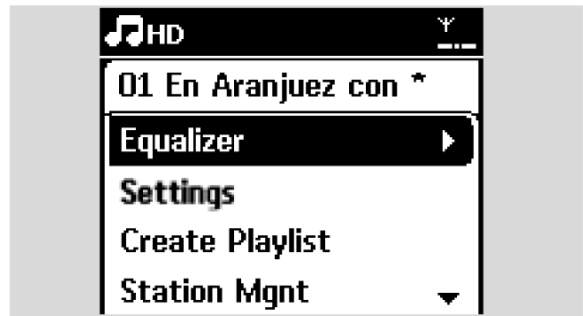 HD
01 En Aranjuez con *
Equalizer
Settings
Create Playlist
Station Mgnt